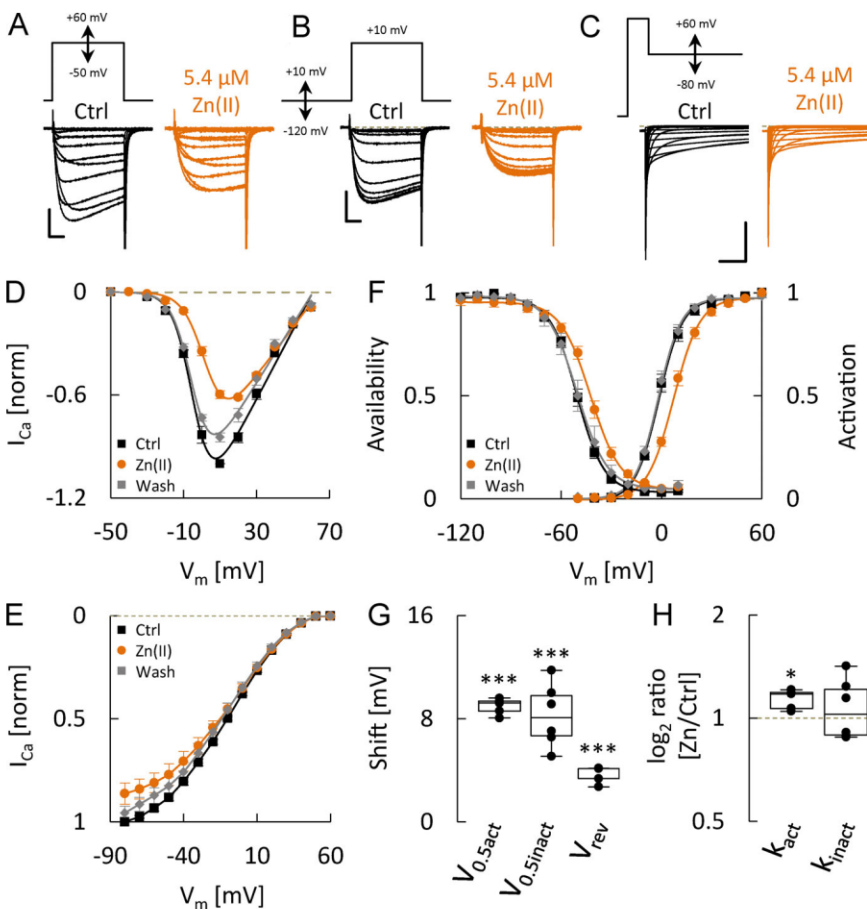 A
+60 mV
-50 mV
Ctrl
5.4 µM
Zn(II)
B
+10 mV
+10 mV
-120 mV
Ctrl
5.4 µM
Zn(II)
C
+60 mV
-80 mV
Ctrl
5.4 µM
Zn(II)
D
0
-0.6
-1.2
I_Ca [norm]
Ctrl
Zn(II)
Wash
-50 -10 30 70
V_m [mV]
F
1
0.5
0
Availability
1
0.5
0
Activation
Ctrl
Zn(II)
Wash
-120 -60 0 60
V_m [mV]
E
0
0.5
1
I_Ca [norm]
Ctrl
Zn(II)
Wash
-90 -40 10 60
V_m [mV]
G
16
8
0
Shift [mV]
***
***
***
V_0.5act
V_0.5inact
V_rev
H
2
1
0.5
log_2 ratio
[Zn/Ctrl]
*
k_act
k_inact